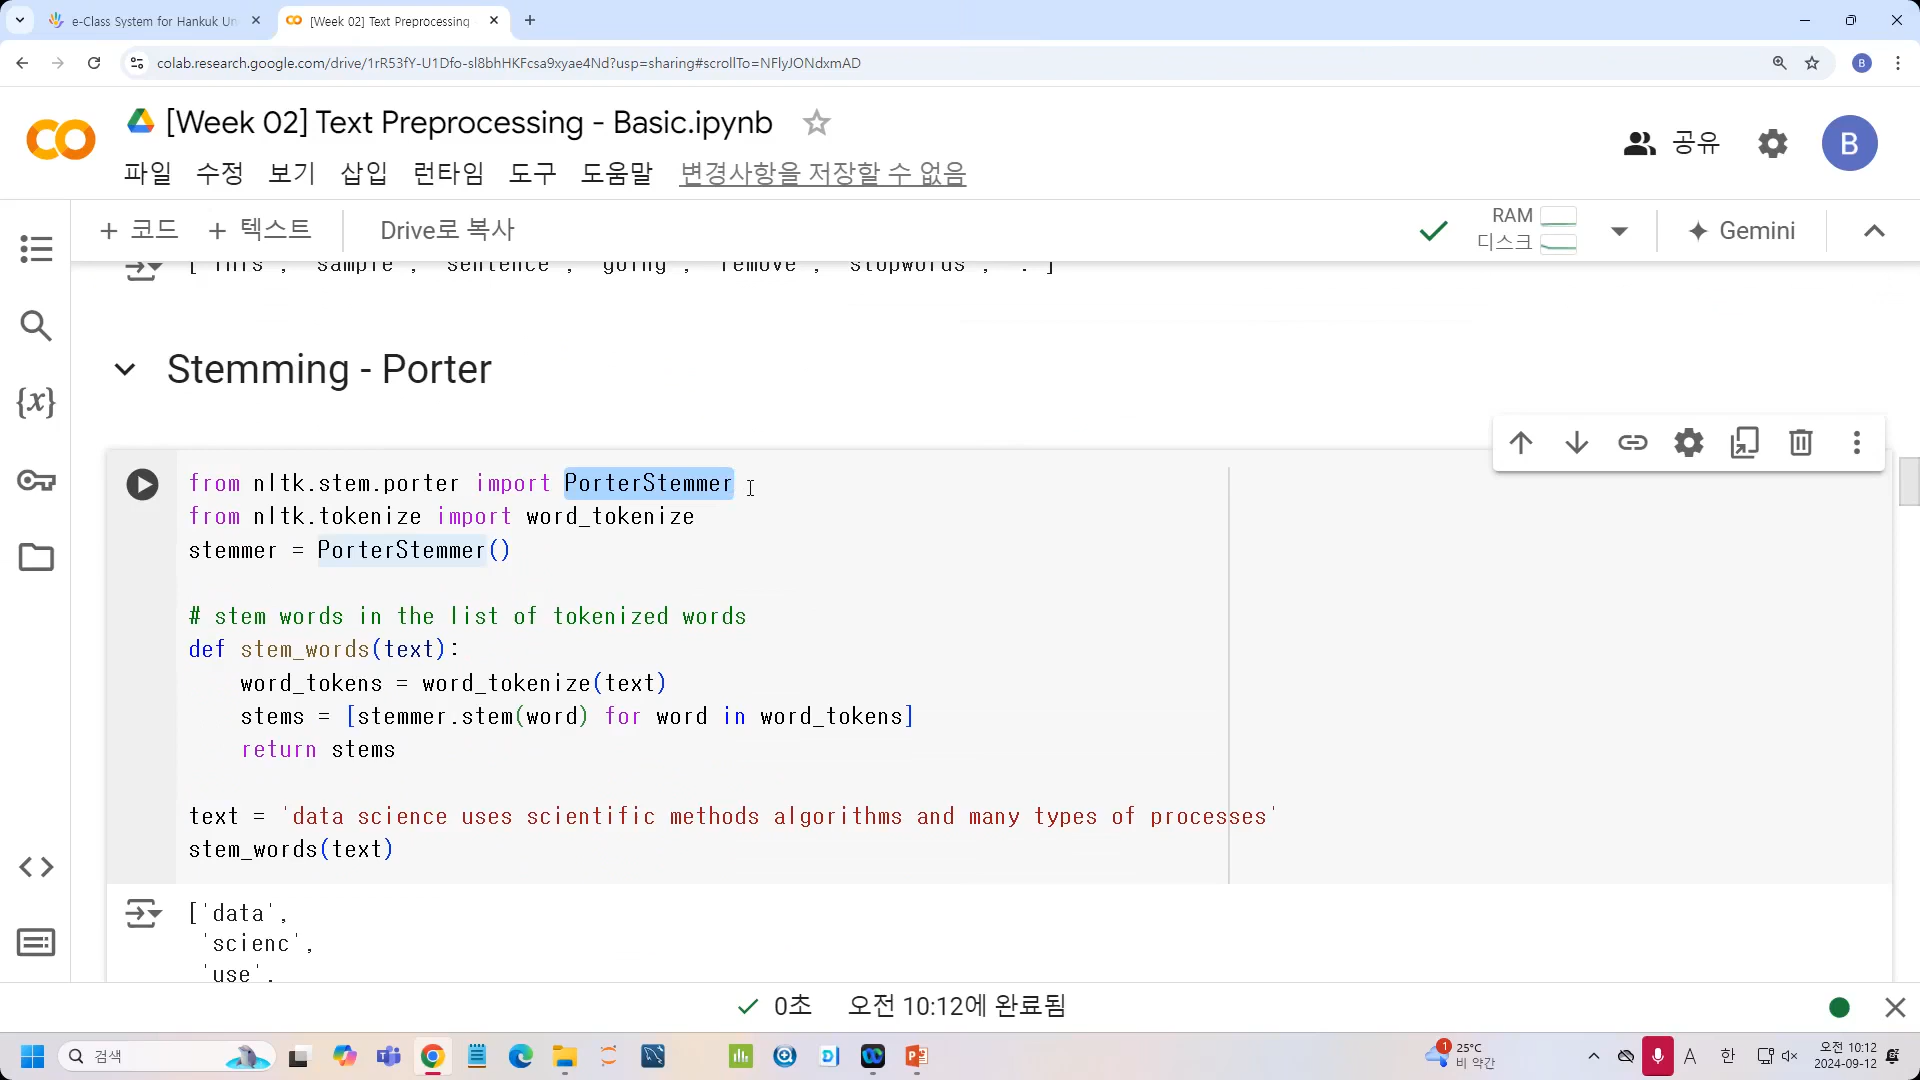 e-Class System for Hankuk Un
[Week 02] Text Preprocessing
colab.research.google.com/drive/1rR53fY-U1Dfo-sl8bhHKFcsa9xyae4Nd?usp=sharing#scrollTo=NFlyJONdxmAD
B
[Week 02] Text Preprocessing - Basic.ipynb
공유
B
파일 수정 보기 삽입 런타임 도구 도움말 변경사항을 저장할 수 없음
+ 코드 + 텍스트 Drive로 복사
RAM
디스크
Gemini
['This', 'sample', 'sentence', 'going', 'remove', 'stopwords', '.']
Stemming - Porter
from nltk.stem.porter import PorterStemmer
from nltk.tokenize import word_tokenize
stemmer = PorterStemmer()
# stem words in the list of tokenized words
def stem_words(text):
word_tokens = word_tokenize(text)
stems = [stemmer.stem(word) for word in word_tokens]
return stems
text = 'data science uses scientific methods algorithms and many types of processes'
stem_words(text)
['data',
'scienc',
'use',
0초 오전 10:12에 완료됨
검색
1
25°C
비 약간
A
한
오전 10:12
2024-09-12